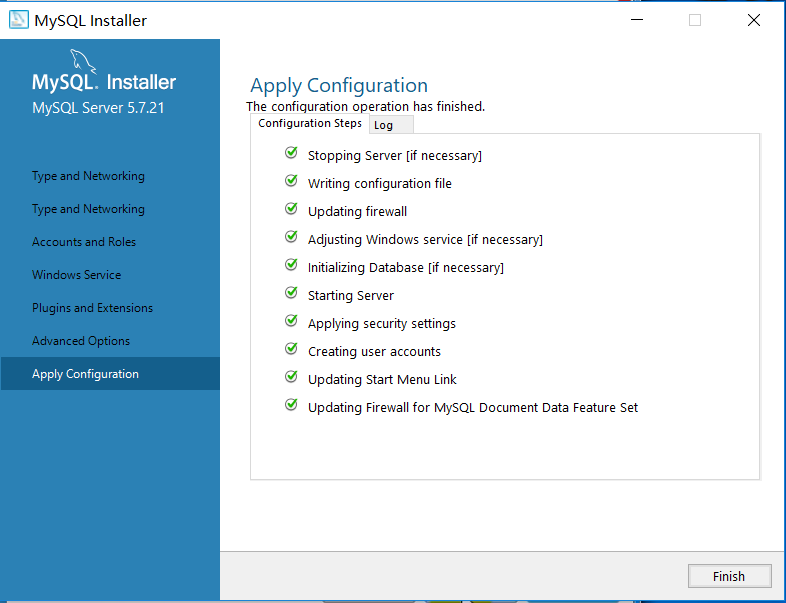 MySQL Installer
MySQL. Installer
MySQL Server 5.7.21
Type and Networking
Type and Networking
Accounts and Roles
Windows Service
Plugins and Extensions
Advanced Options
Apply Configuration
Apply Configuration
The configuration operation has finished.
Configuration Steps Log
Stopping Server [if necessary]
Writing configuration file
Updating firewall
Adjusting Windows service [if necessary]
Initializing Database [if necessary]
Starting Server
Applying security settings
Creating user accounts
Updating Start Menu Link
Updating Firewall for MySQL Document Data Feature Set
Finish